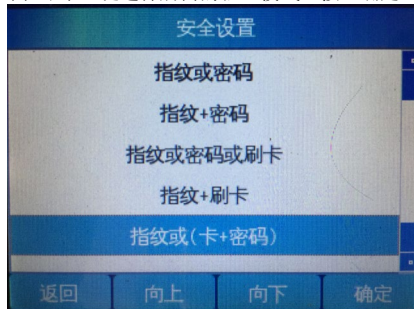 安全设置
指纹或密码
指纹+密码
指纹或密码或刷卡
指纹+刷卡
指纹或(卡+密码)
返回 向上 向下 确定